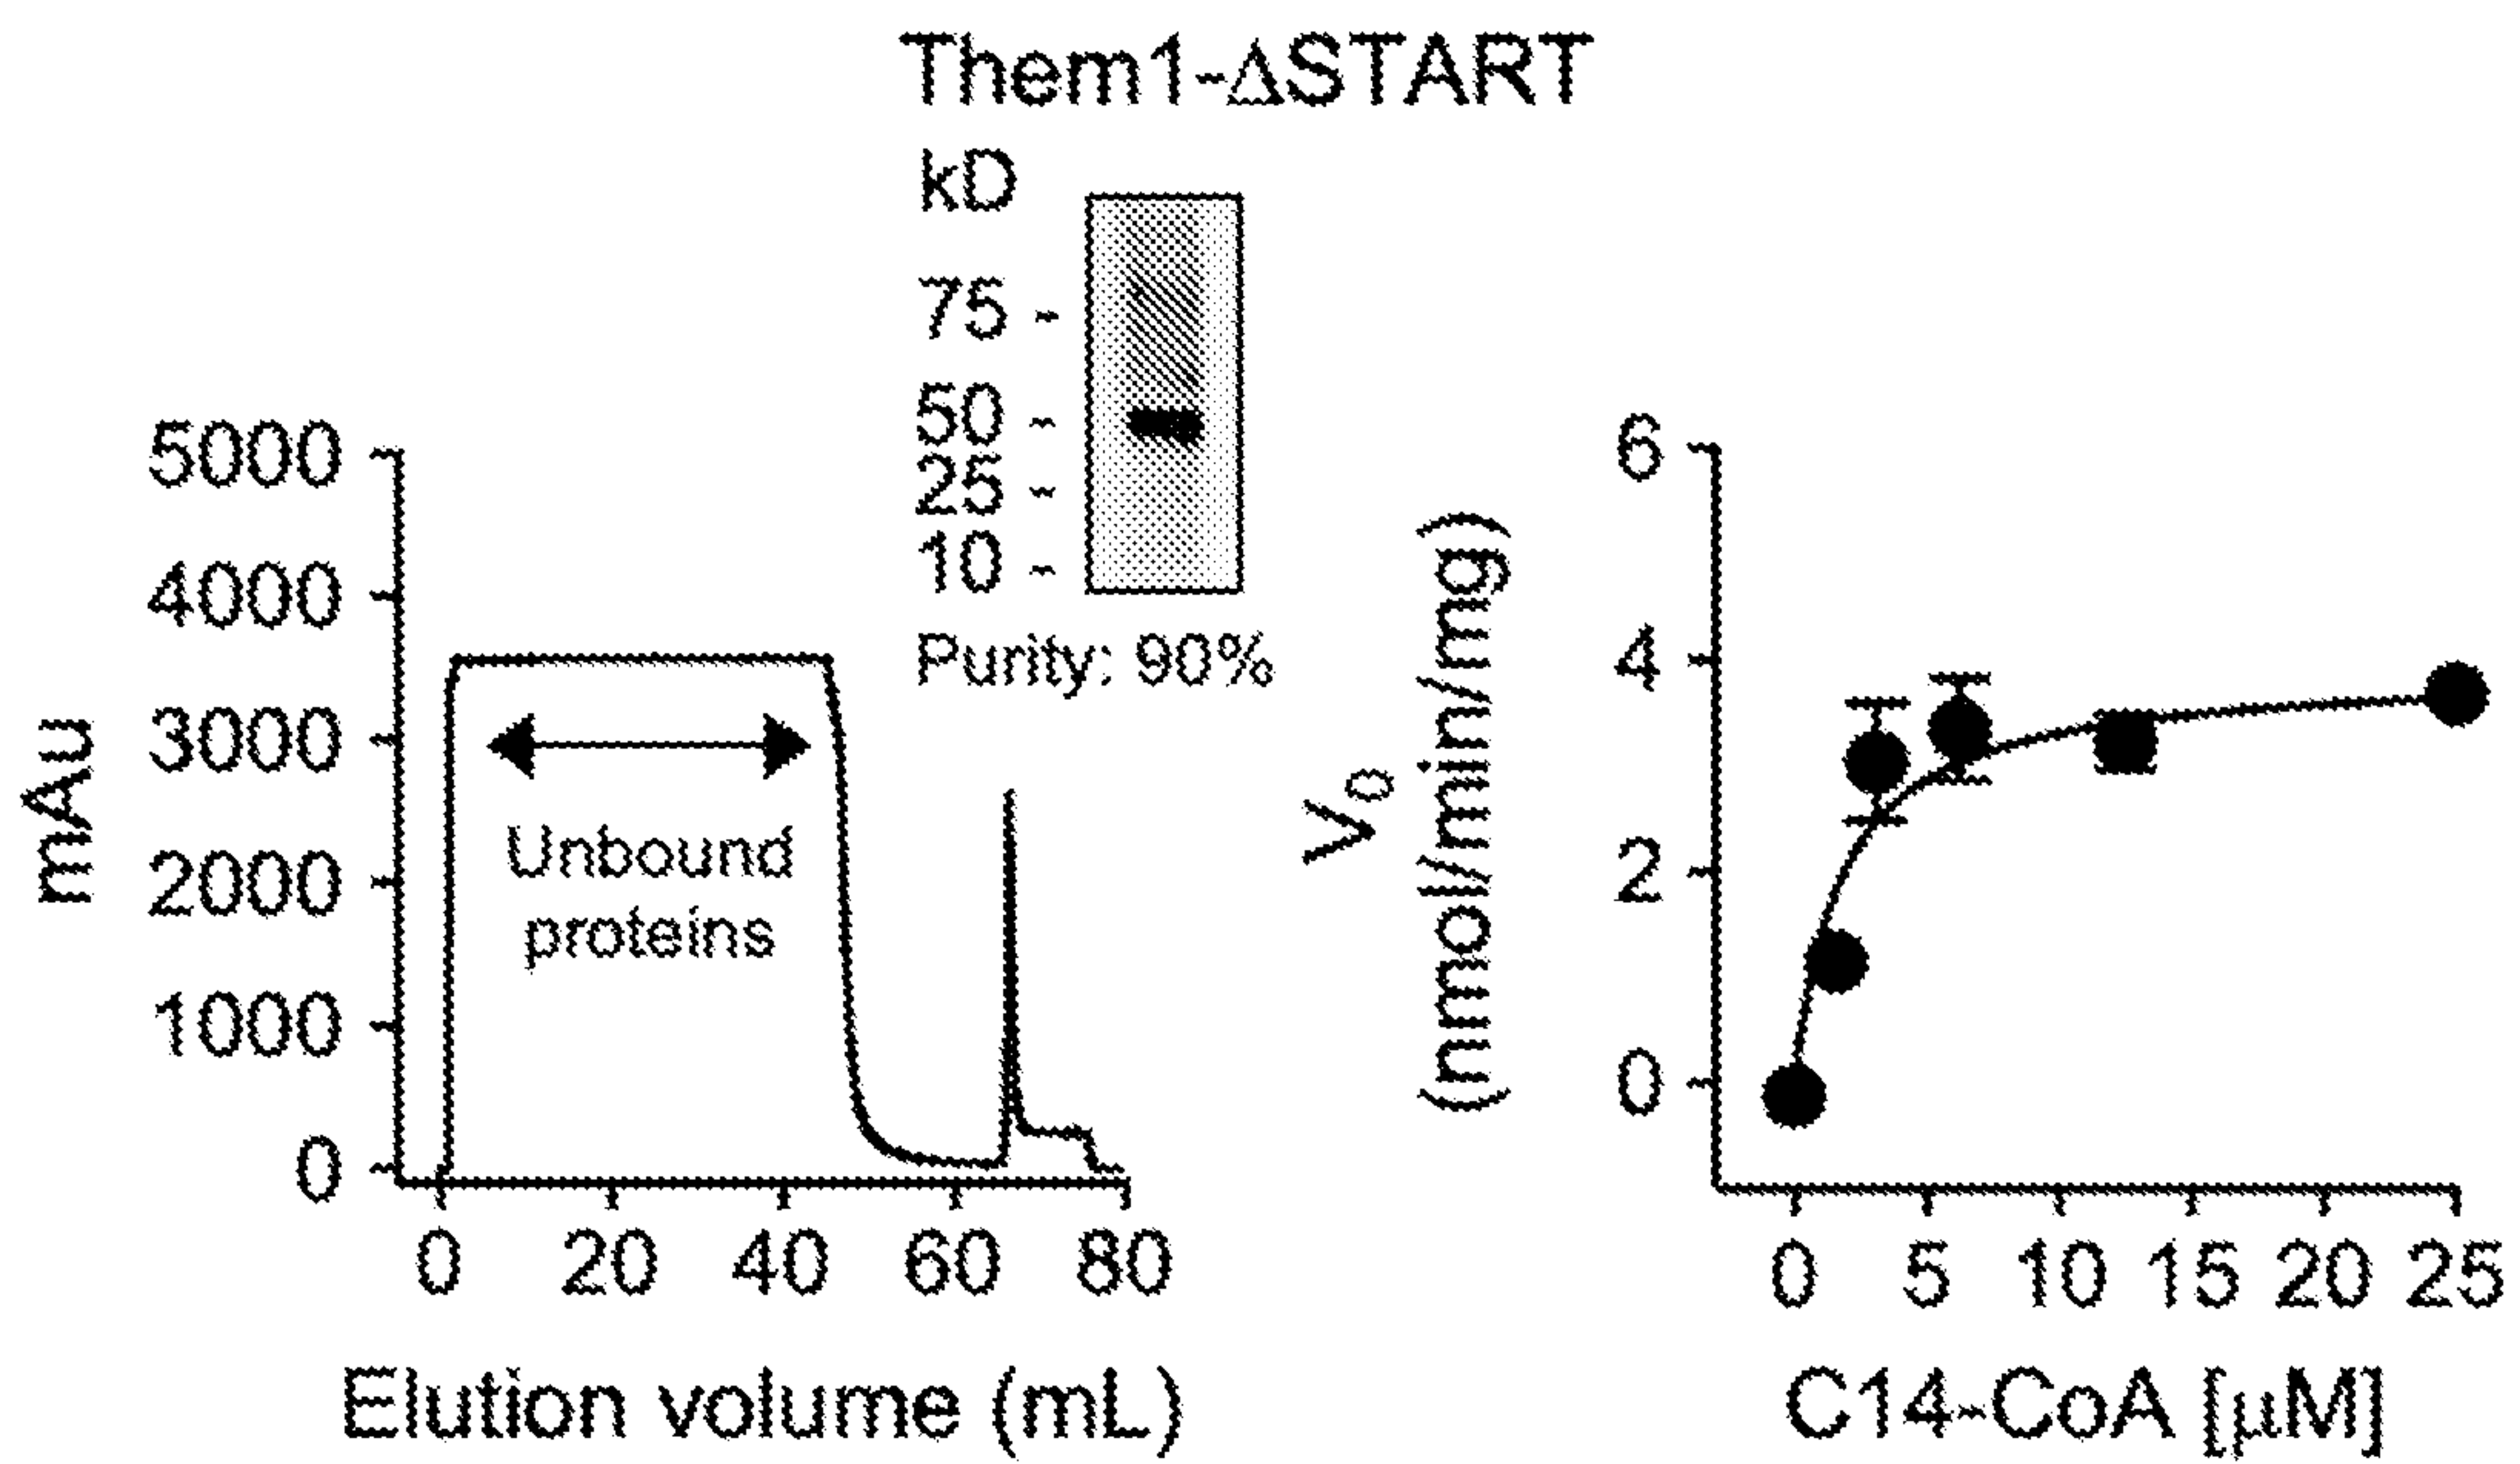 Them1-ΔSTART
kD
75 -
50 -
25 -
10 -
Purity: 90%
mAU
5000
4000
3000
2000
1000
0
Unbound
proteins
0 20 40 60 80
Elution volume (mL)
V₀
(nmol/min/mg)
6
4
2
0
0 5 10 15 20 25
C14-CoA [µM]